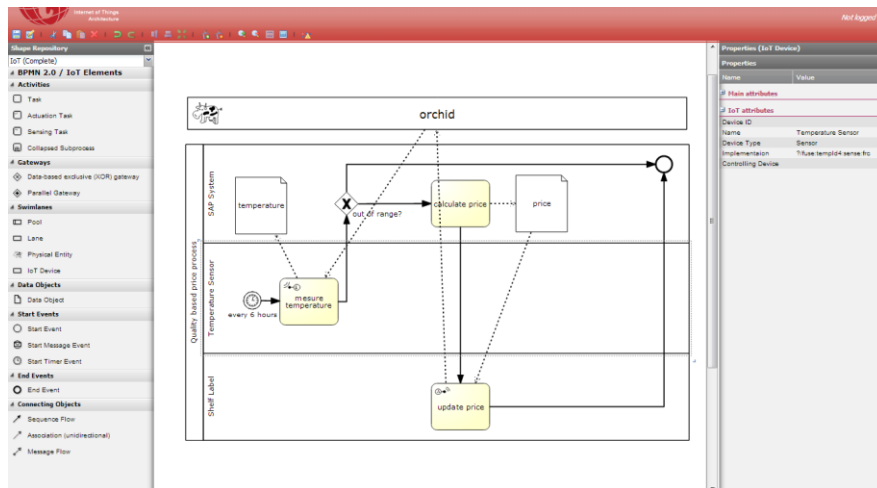 Internet of Things
Architecture
Not logged
Shape Repository
IoT (Complete)
BPMN 2.0 / IoT Elements
Activities
Task
Actuation Task
Sensing Task
Collapsed Subprocess
Gateways
Data-based exclusive (XOR) gateway
Parallel Gateway
Swimlanes
Pool
Lane
Physical Entity
IoT Device
Data Objects
Data Object
Start Events
Start Event
Start Message Event
Start Timer Event
End Events
End Event
Connecting Objects
Sequence Flow
Association (unidirectional)
Message Flow
orchid
Quality based price process
SAP System
temperature
X
out of range?
calculate price
price
Temperature Sensor
every 6 hours
mesure
temperature
Shelf Label
update price
Properties (IoT Device)
Properties
Name Value
Main attributes
IoT attributes
Device ID
Name Temperature Sensor
Device Type Sensor
Implementaion
Controlling Device